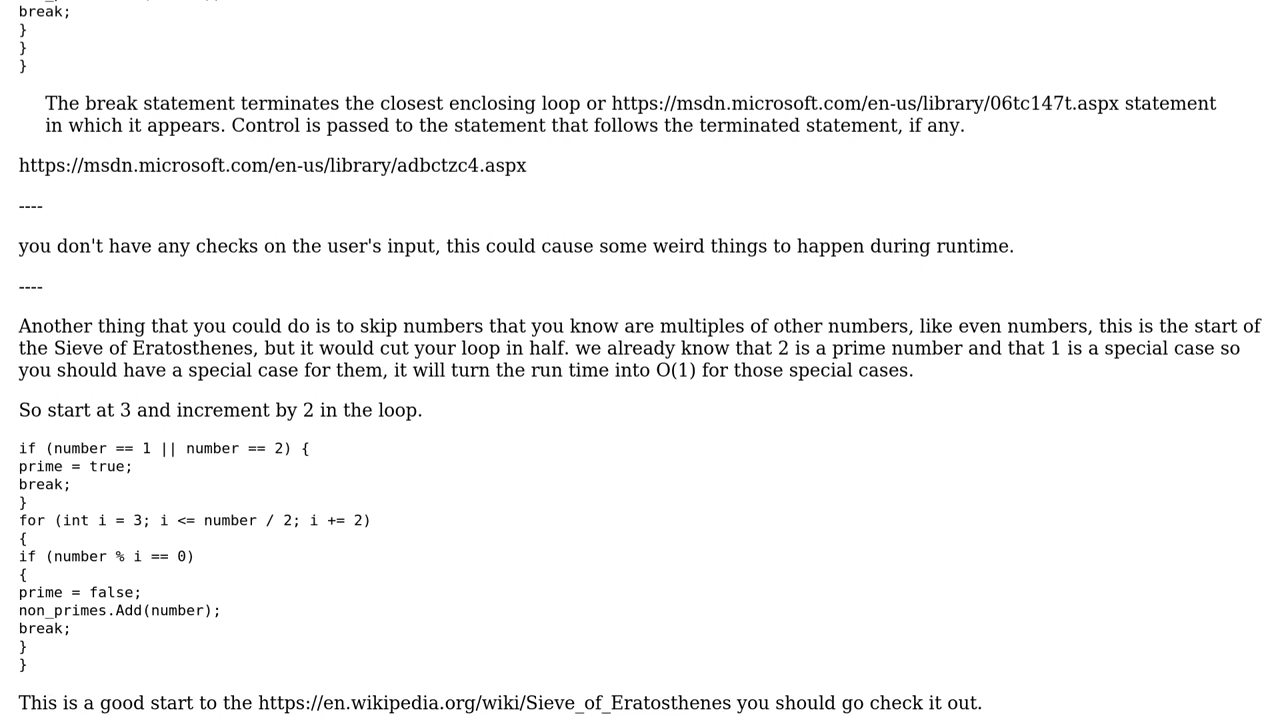 break;
}
}
}
The break statement terminates the closest enclosing loop or https://msdn.microsoft.com/en-us/library/06tc147t.aspx statement
in which it appears. Control is passed to the statement that follows the terminated statement, if any.
https://msdn.microsoft.com/en-us/library/adbctzc4.aspx
----
you don't have any checks on the user's input, this could cause some weird things to happen during runtime.
----
Another thing that you could do is to skip numbers that you know are multiples of other numbers, like even numbers, this is the start of
the Sieve of Eratosthenes, but it would cut your loop in half. we already know that 2 is a prime number and that 1 is a special case so
you should have a special case for them, it will turn the run time into O(1) for those special cases.
So start at 3 and increment by 2 in the loop.
if (number == 1 || number == 2) {
prime = true;
break;
}
for (int i = 3; i <= number / 2; i += 2)
{
if (number % i == 0)
{
prime = false;
non_primes.Add(number);
break;
}
}
This is a good start to the https://en.wikipedia.org/wiki/Sieve_of_Eratosthenes you should go check it out.